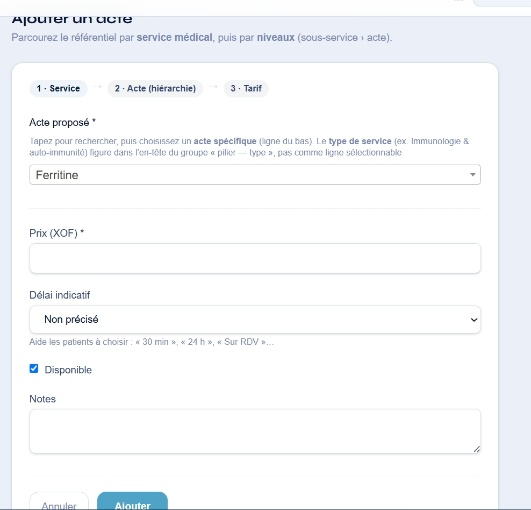 Ajouter un acte
Parcourez le référentiel par service médical, puis par niveaux (sous-service › acte).
1 · Service → 2 · Acte (hiérarchie) → 3 · Tarif
Acte proposé *
Tapez pour rechercher, puis choisissez un acte spécifique (ligne du bas). Le type de service (ex. Immunologie &
auto-immunité) figure dans l'en-tête du groupe « pilier — type », pas comme ligne sélectionnable
Ferritine
Prix (XOF) *
Délai indicatif
Non précisé
Aide les patients à choisir : « 30 min », « 24 h », « Sur RDV »...
Disponible
Notes
Annuler
Ajouter